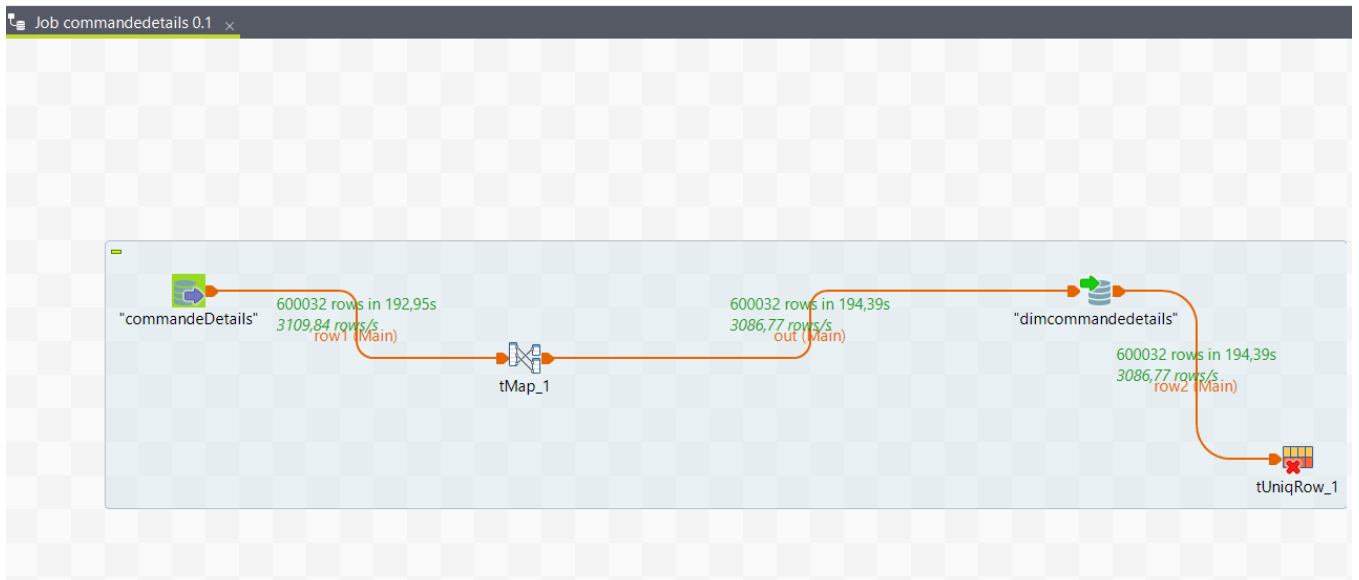 Job commandedetails 0.1
"commandeDetails"
600032 rows in 192,95s
3109,84 rows/s
row1 (Main)
tMap_1
600032 rows in 194,39s
3086,77 rows/s
out (Main)
"dimcommandedetails"
600032 rows in 194,39s
3086,77 rows/s
row2 (Main)
tUniqRow_1